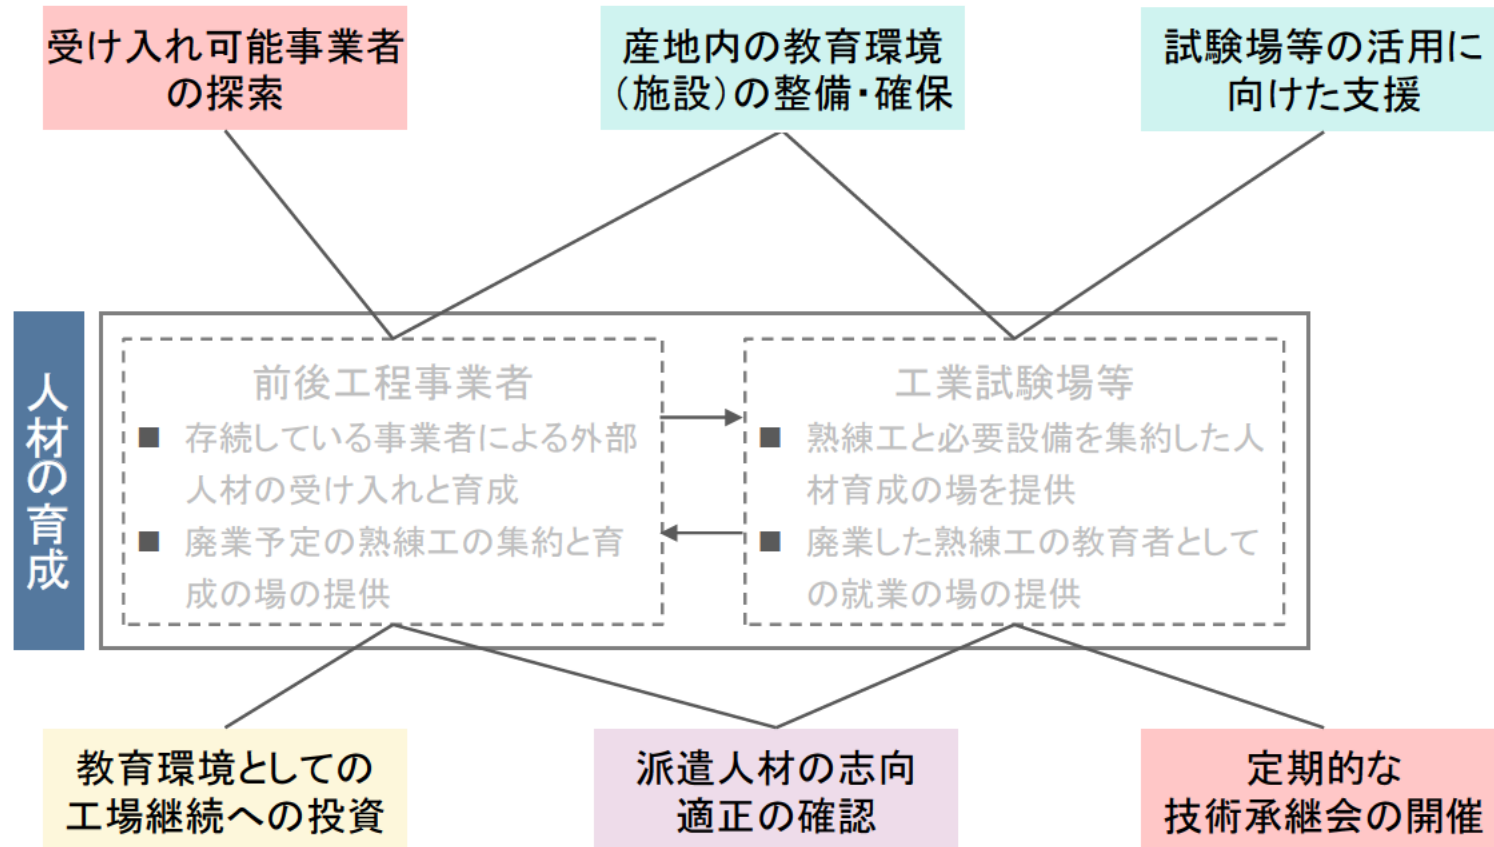 受け入れ可能事業者
の探索
産地内の教育環境
（施設）の整備・確保
試験場等の活用に
向けた支援
人材の育成
前後工程事業者
■ 存続している事業者による外部
人材の受け入れと育成
■ 廃業予定の熟練工の集約と育
成の場の提供
工業試験場等
■ 熟練工と必要設備を集約した人
材育成の場を提供
■ 廃業した熟練工の教育者として
の就業の場の提供
教育環境としての
工場継続への投資
派遣人材の志向
適正の確認
定期的な
技術承継会の開催